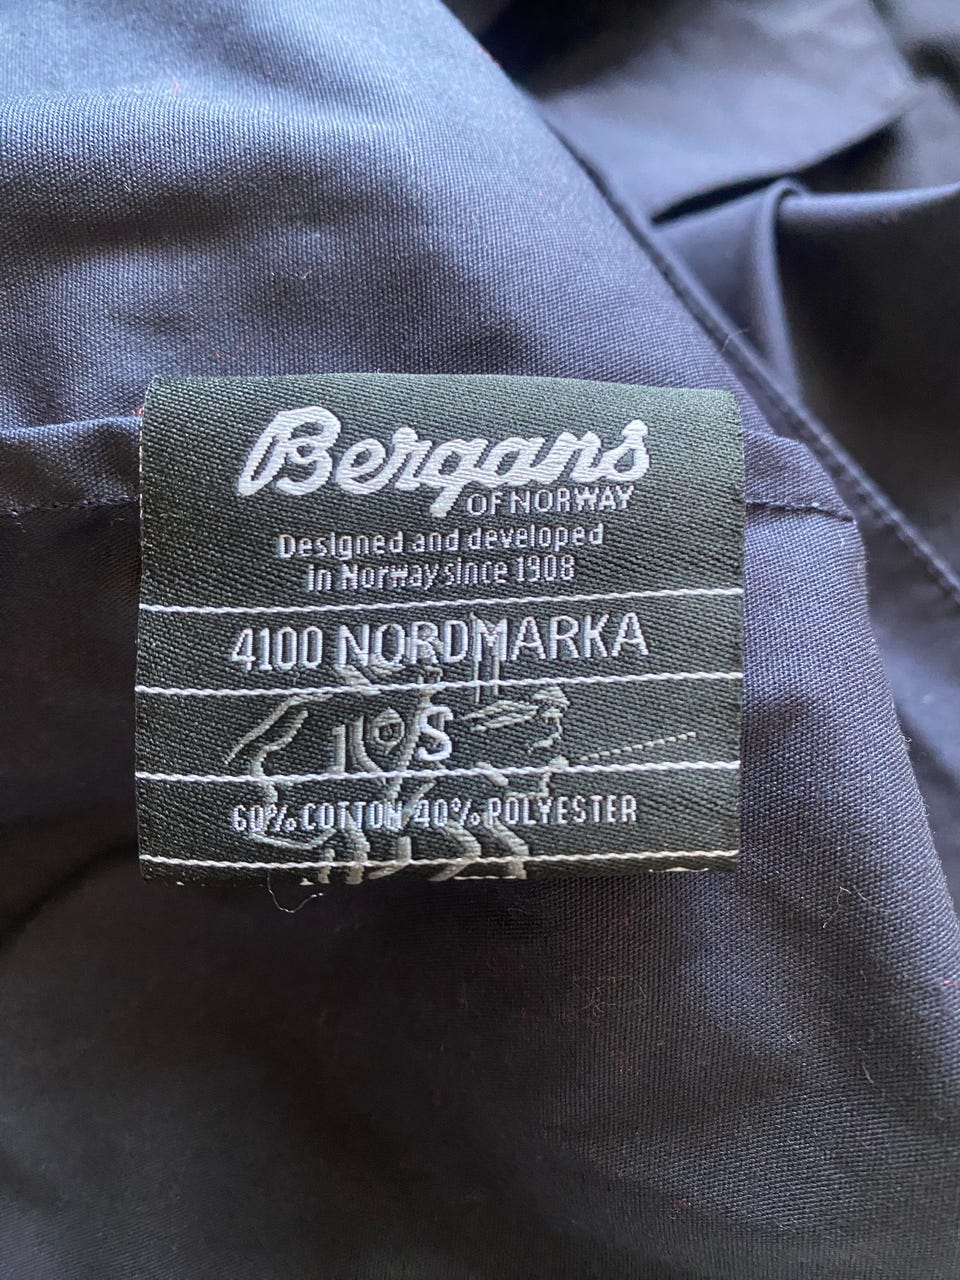 Bergans
OF NORWAY
Designed and developed
in Norway since 1908
4100 NORDMARKA
S
60% COTTON 40% POLYESTER